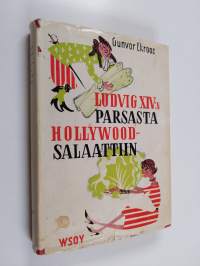 Gunvor Ekroos
LUDVIG XIV:s
PARSASTA
HOLLYWOOD-
SALAATTIIN
WSOY